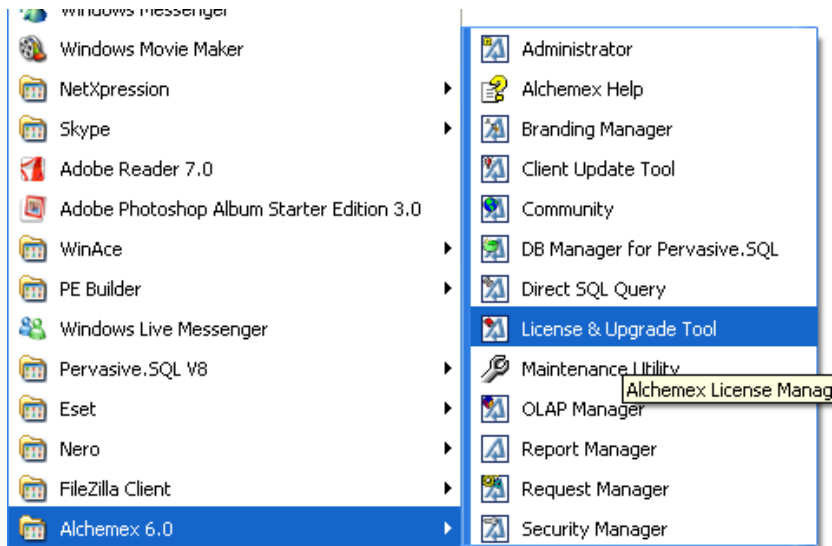 Windows Messenger
Windows Movie Maker
NetXpression
Skype
Adobe Reader 7.0
Adobe Photoshop Album Starter Edition 3.0
WinAce
PE Builder
Windows Live Messenger
Pervasive.SQL V8
Eset
Nero
FileZilla Client
Alchemex 6.0
Administrator
Alchemex Help
Branding Manager
Client Update Tool
Community
DB Manager for Pervasive.SQL
Direct SQL Query
License & Upgrade Tool
Maintenance Utility
Alchemex License Manag
OLAP Manager
Report Manager
Request Manager
Security Manager